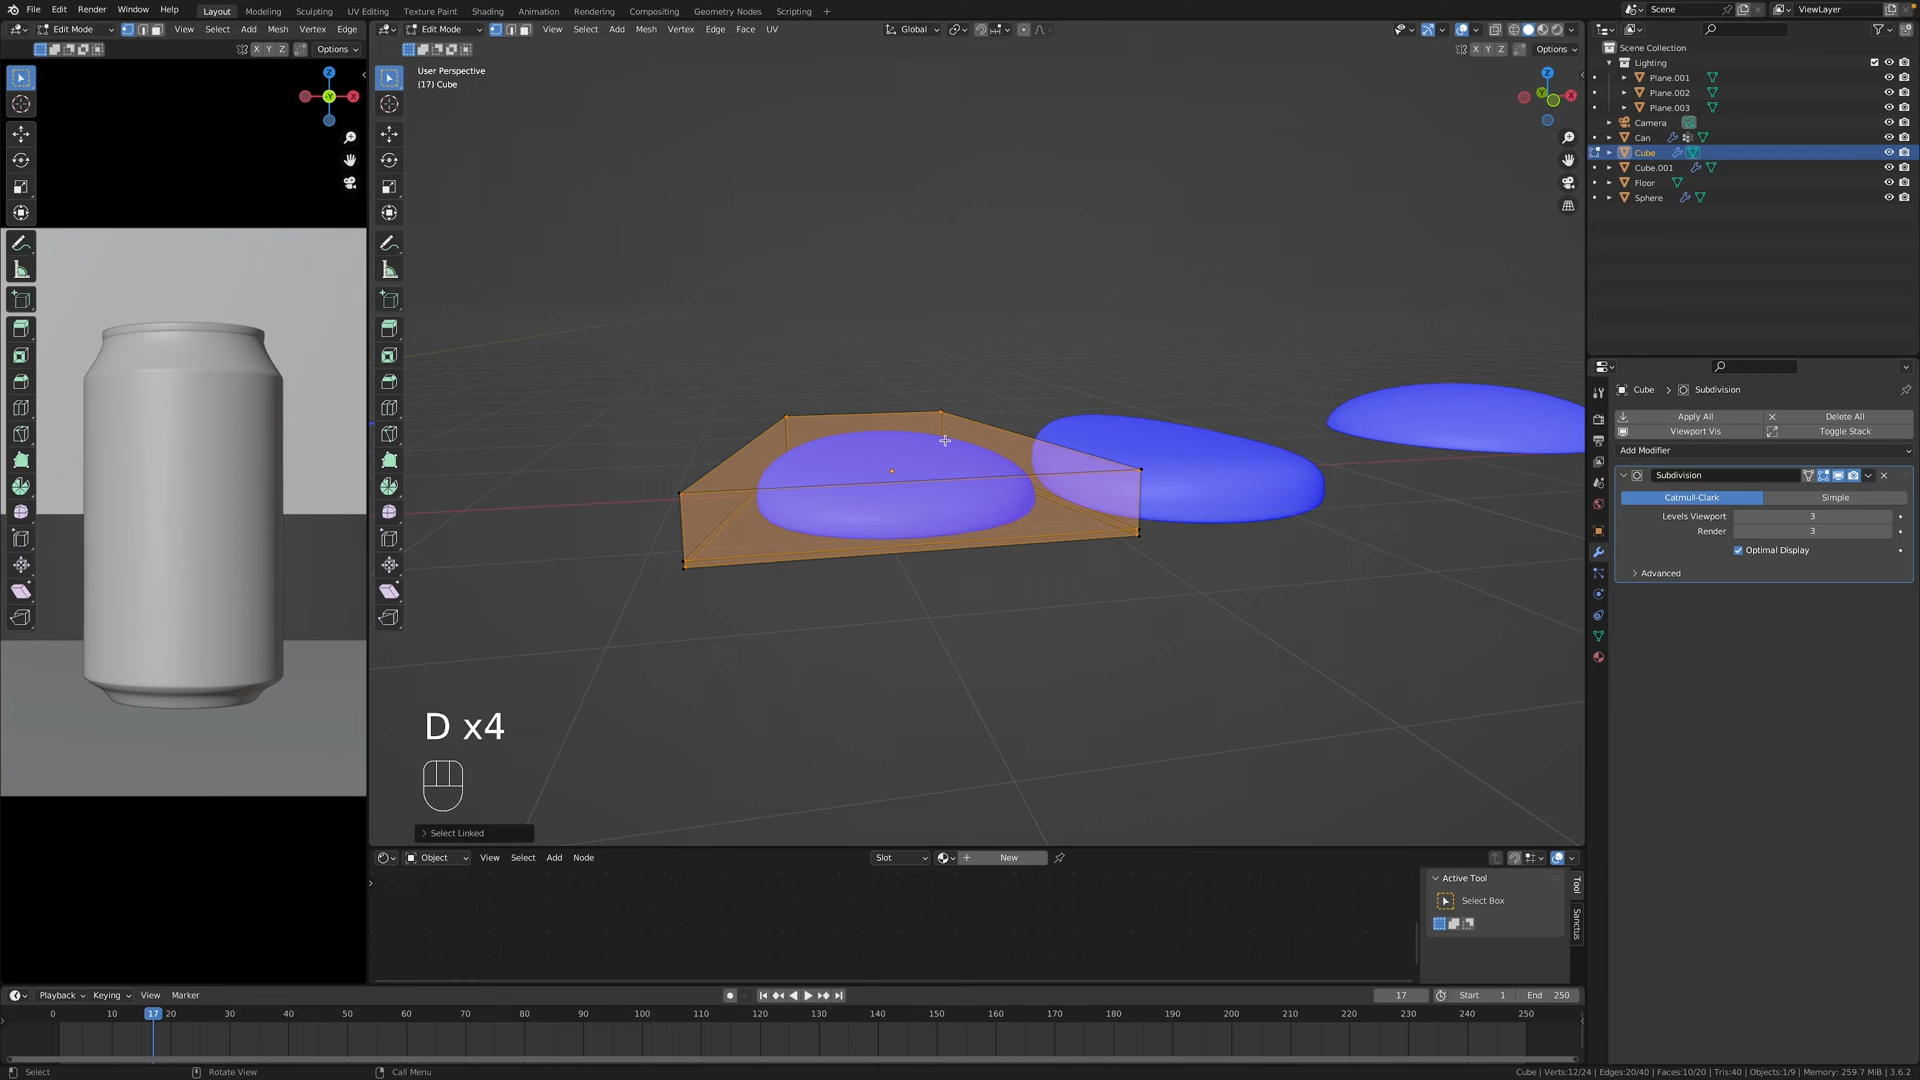 File Edit Render Window Help Layout Modeling Sculpting UV Editing Texture Paint Shading Animation Rendering Compositing Geometry Nodes Scripting + Scene ViewLayer
Edit Mode View Select Add Mesh Vertex Edge
Edit Mode View Select Add Mesh Vertex Edge Face UV Global
X Y Z Options
X Y Z Options
User Perspective
(17) Cube
Z
X
Y
Z
X
Y
Scene Collection
Lighting
Plane.001
Plane.002
Plane.003
Camera
Can
Cube
Cube.001
Floor
Sphere
Cube > Subdivision
Apply All Delete All
Viewport Vis Toggle Stack
Add Modifier
Subdivision
Catmull-Clark Simple
Levels Viewport 3
Render 3
Optimal Display
Advanced
D x4
Select Linked
Object View Select Add Node Slot New
Active Tool
Select Box
Tool
Sanctus
Playback Keying View Marker 17 Start 1 End 250
0 10 17 20 30 40 50 60 70 80 90 100 110 120 130 140 150 160 170 180 190 200 210 220 230 240 250
Select Rotate View Call Menu Cube | Verts:12/24 | Edges:20/40 | Faces:10/20 | Tris:40 | Objects:1/9 | Memory: 259.7 MiB | 3.6.2